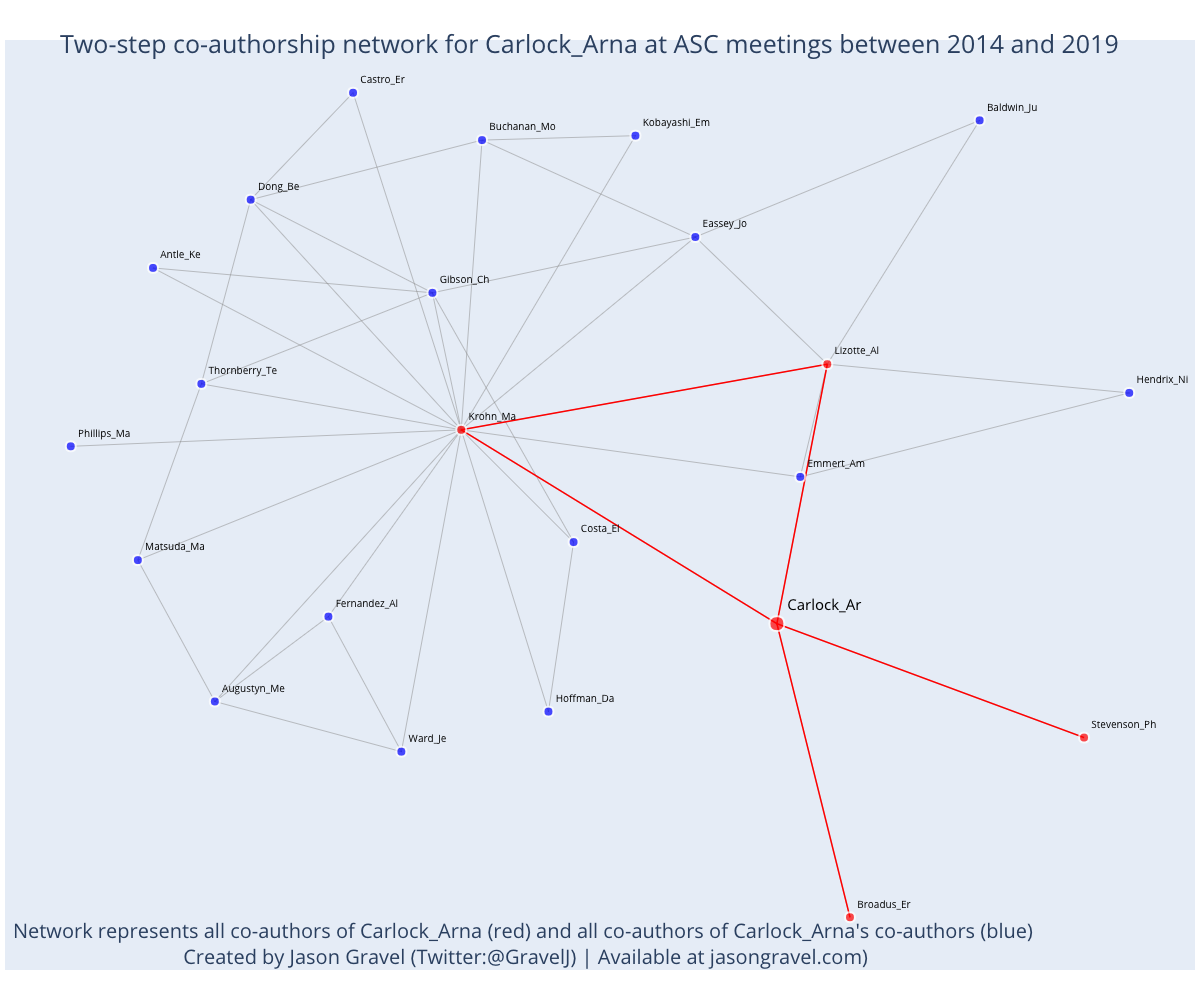 Two-step co-authorship network for Carlock_Arna at ASC meetings between 2014 and 2019
Castro_Er
Baldwin_Ju
Kobayashi_Em
Buchanan_Mo
Dong_Be
Eassey_Jo
Antle_Ke
Gibson_Ch
Lizotte_Al
Thornberry_Te
Hendrix_Ni
Krohn_Ma
Phillips_Ma
Emmert_Am
Costa_El
Matsuda_Ma
Fernandez_Al
Carlock_Ar
Augustyn_Me
Hoffman_Da
Stevenson_Ph
Ward_Je
Broadus_Er
Network represents all co-authors of Carlock_Arna (red) and all co-authors of Carlock_Arna's co-authors (blue)
Created by Jason Gravel (Twitter:@GravelJ) | Available at jasongravel.com)